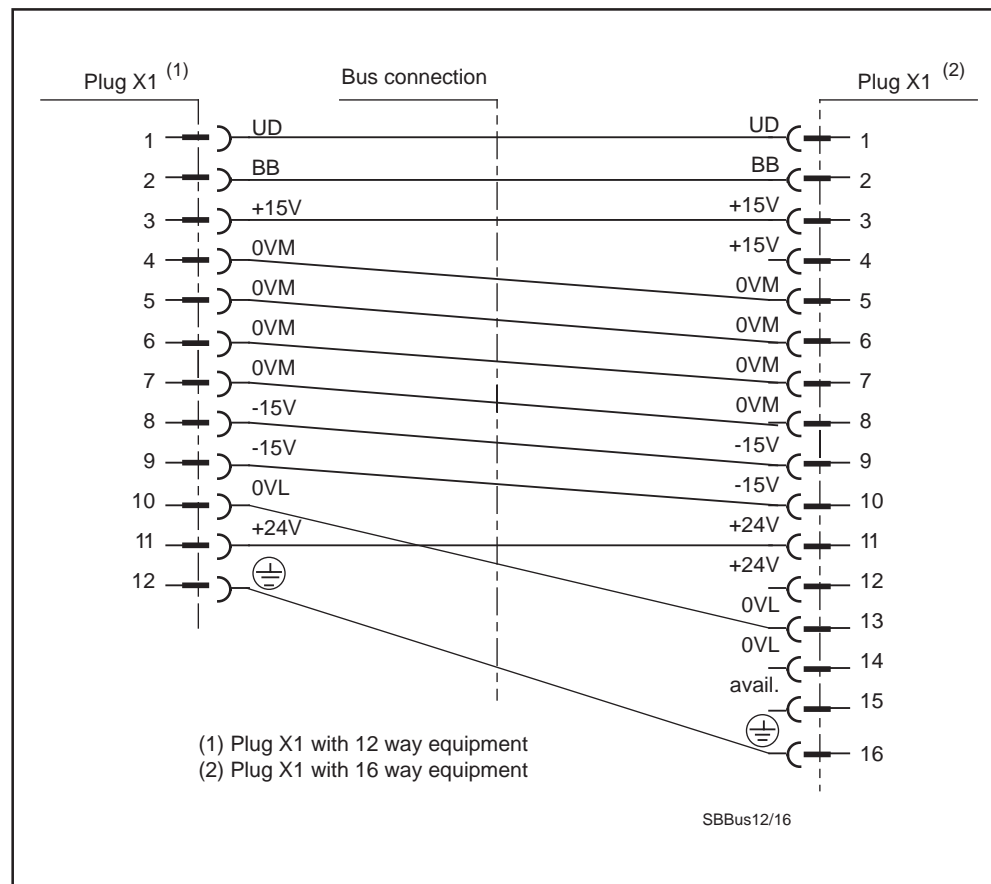 Plug X1 (1) Bus connection Plug X1 (2)
1 UD UD 1
2 BB BB 2
3 +15V +15V 3
4 0VM +15V 4
5 0VM 0VM 5
6 0VM 0VM 6
7 0VM 0VM 7
8 -15V 0VM 8
9 -15V -15V 9
10 0VL -15V 10
11 +24V +24V 11
12 +24V 12
0VL 13
0VL 14
avail. 15
16
(1) Plug X1 with 12 way equipment
(2) Plug X1 with 16 way equipment
SBBus12/16